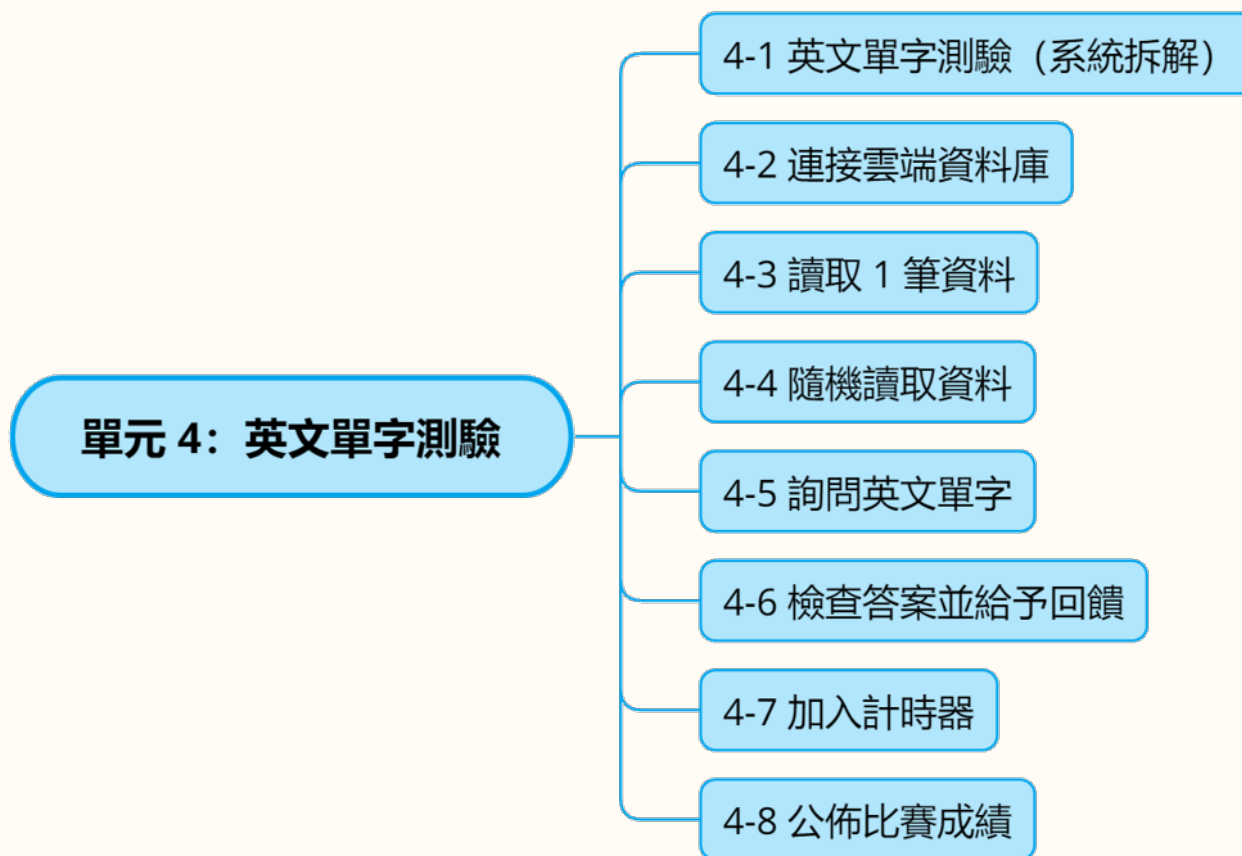 4-1 英文單字測驗（系統拆解）
4-2 連接雲端資料庫
4-3 讀取 1 筆資料
4-4 隨機讀取資料
單元 4：英文單字測驗
4-5 詢問英文單字
4-6 檢查答案並給予回饋
4-7 加入計時器
4-8 公佈比賽成績